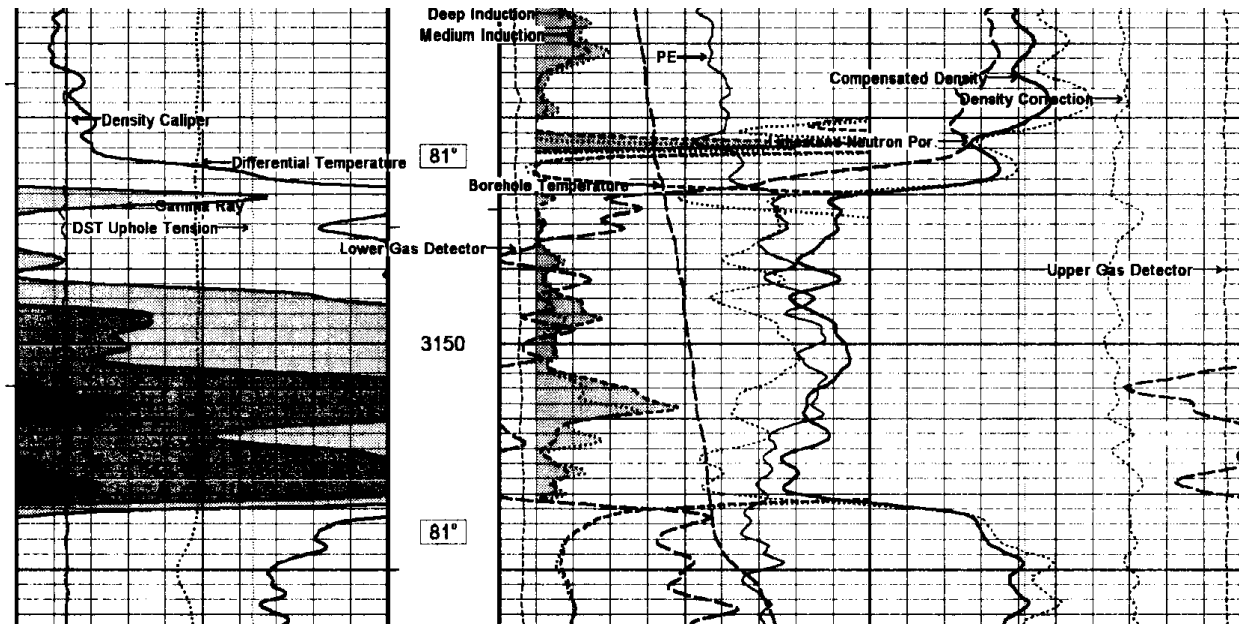 Deep Induction
Medium Induction
PE
Compensated Density
Density Correction
Density Caliper
Neutron Por.
81°
Differential Temperature
Borehole Temperature
Gamma Ray
DST Uphole Tension
Lower Gas Detector
Upper Gas Detector
3150
81°